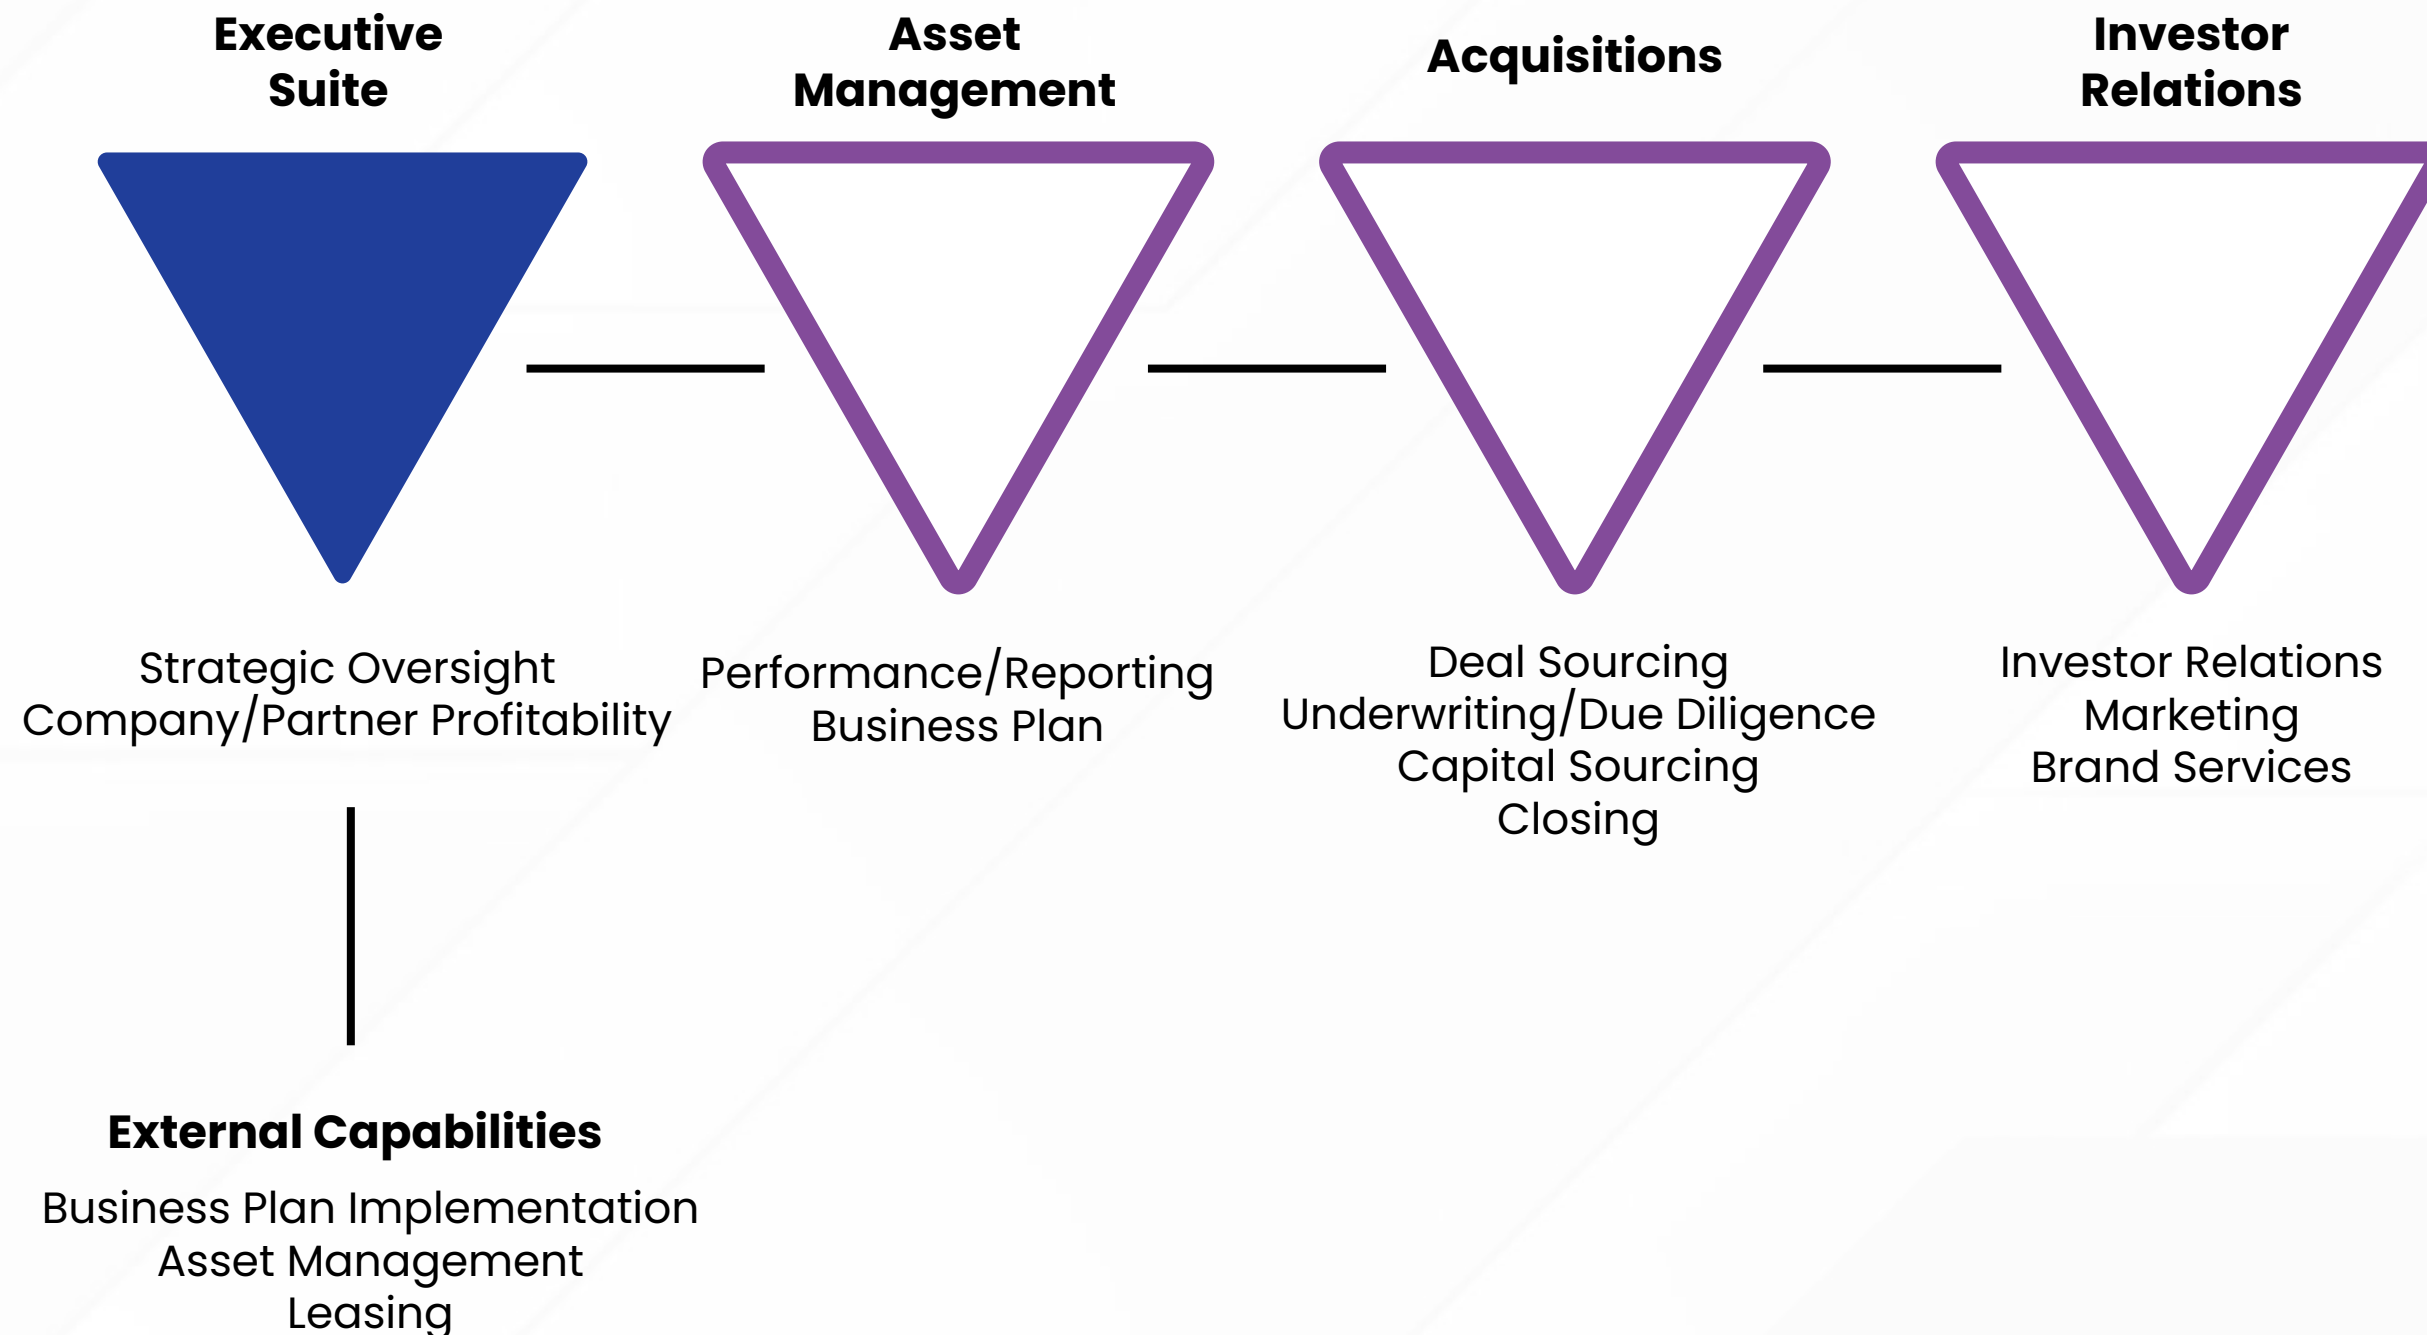 Executive
Suite
Asset
Management
Acquisitions
Investor
Relations
Strategic Oversight
Company/Partner Profitability
Performance/Reporting
Business Plan
Deal Sourcing
Underwriting/Due Diligence
Capital Sourcing
Closing
Investor Relations
Marketing
Brand Services
External Capabilities
Business Plan Implementation
Asset Management
Leasing